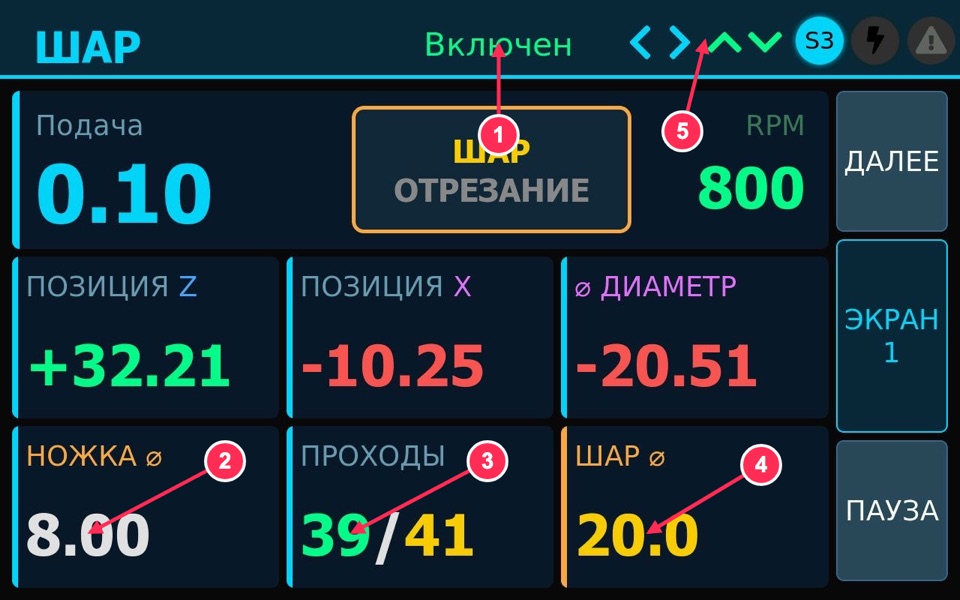 ШАР
Включен
S3
Подача
0.10
1
ШАР
ОТРЕЗАНИЕ
5
RPM
800
ДАЛЕЕ
ПОЗИЦИЯ Z
+32.21
ПОЗИЦИЯ X
-10.25
⌀ ДИАМЕТР
-20.51
ЭКРАН
1
НОЖКА ⌀
2
8.00
ПРОХОДЫ
3
39/41
ШАР ⌀
4
20.0
ПАУЗА